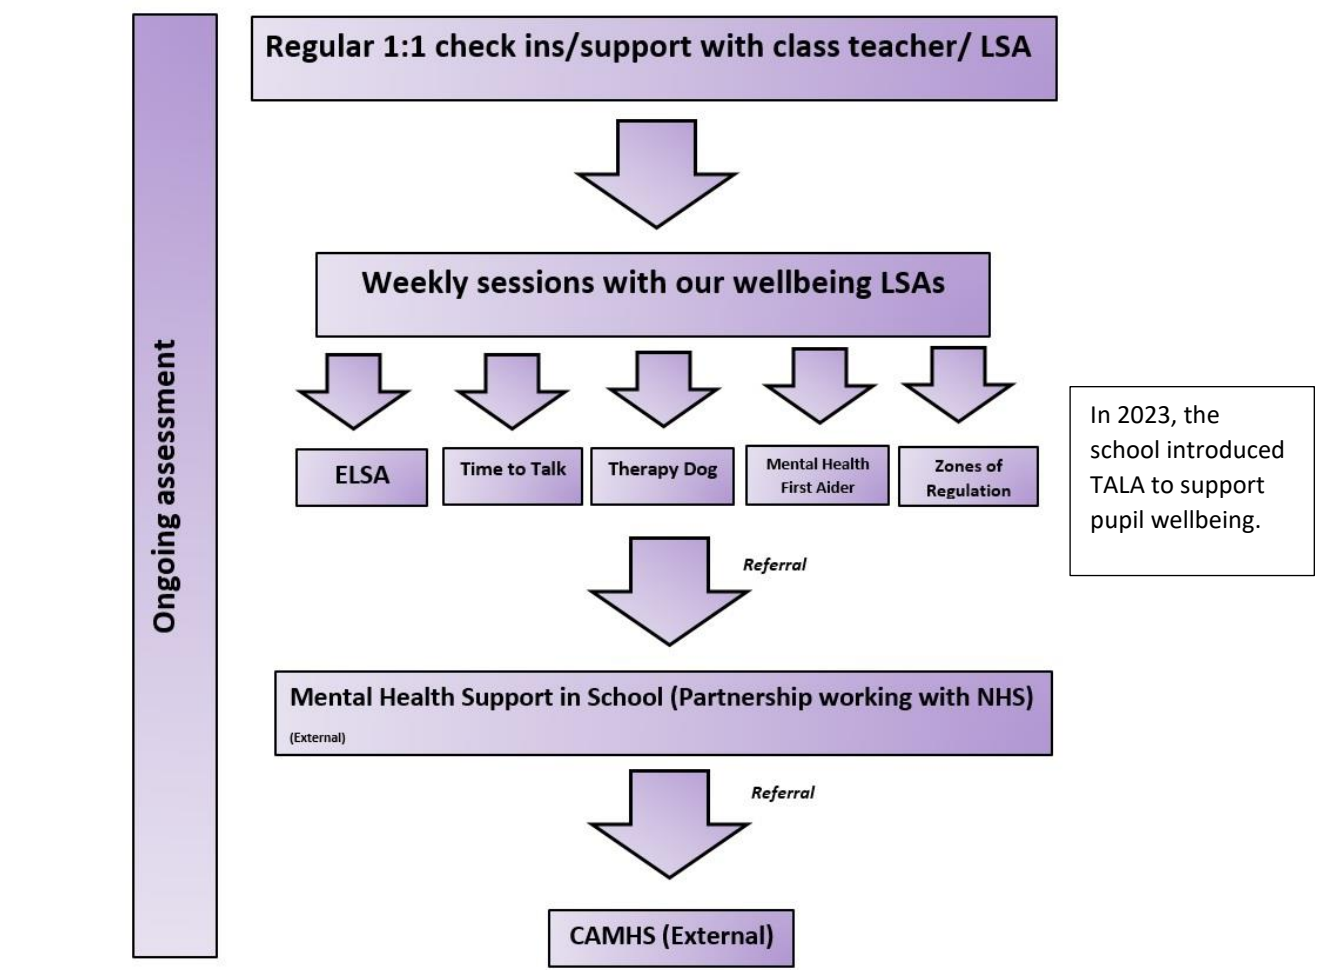 Regular 1:1 check ins/support with class teacher/ LSA
Ongoing assessment
Weekly sessions with our wellbeing LSAs
ELSA
Time to Talk
Therapy Dog
Mental Health
First Aider
Zones of
Regulation
In 2023, the
school introduced
TALA to support
pupil wellbeing.
Referral
Mental Health Support in School (Partnership working with NHS)
(External)
Referral
CAMHS (External)